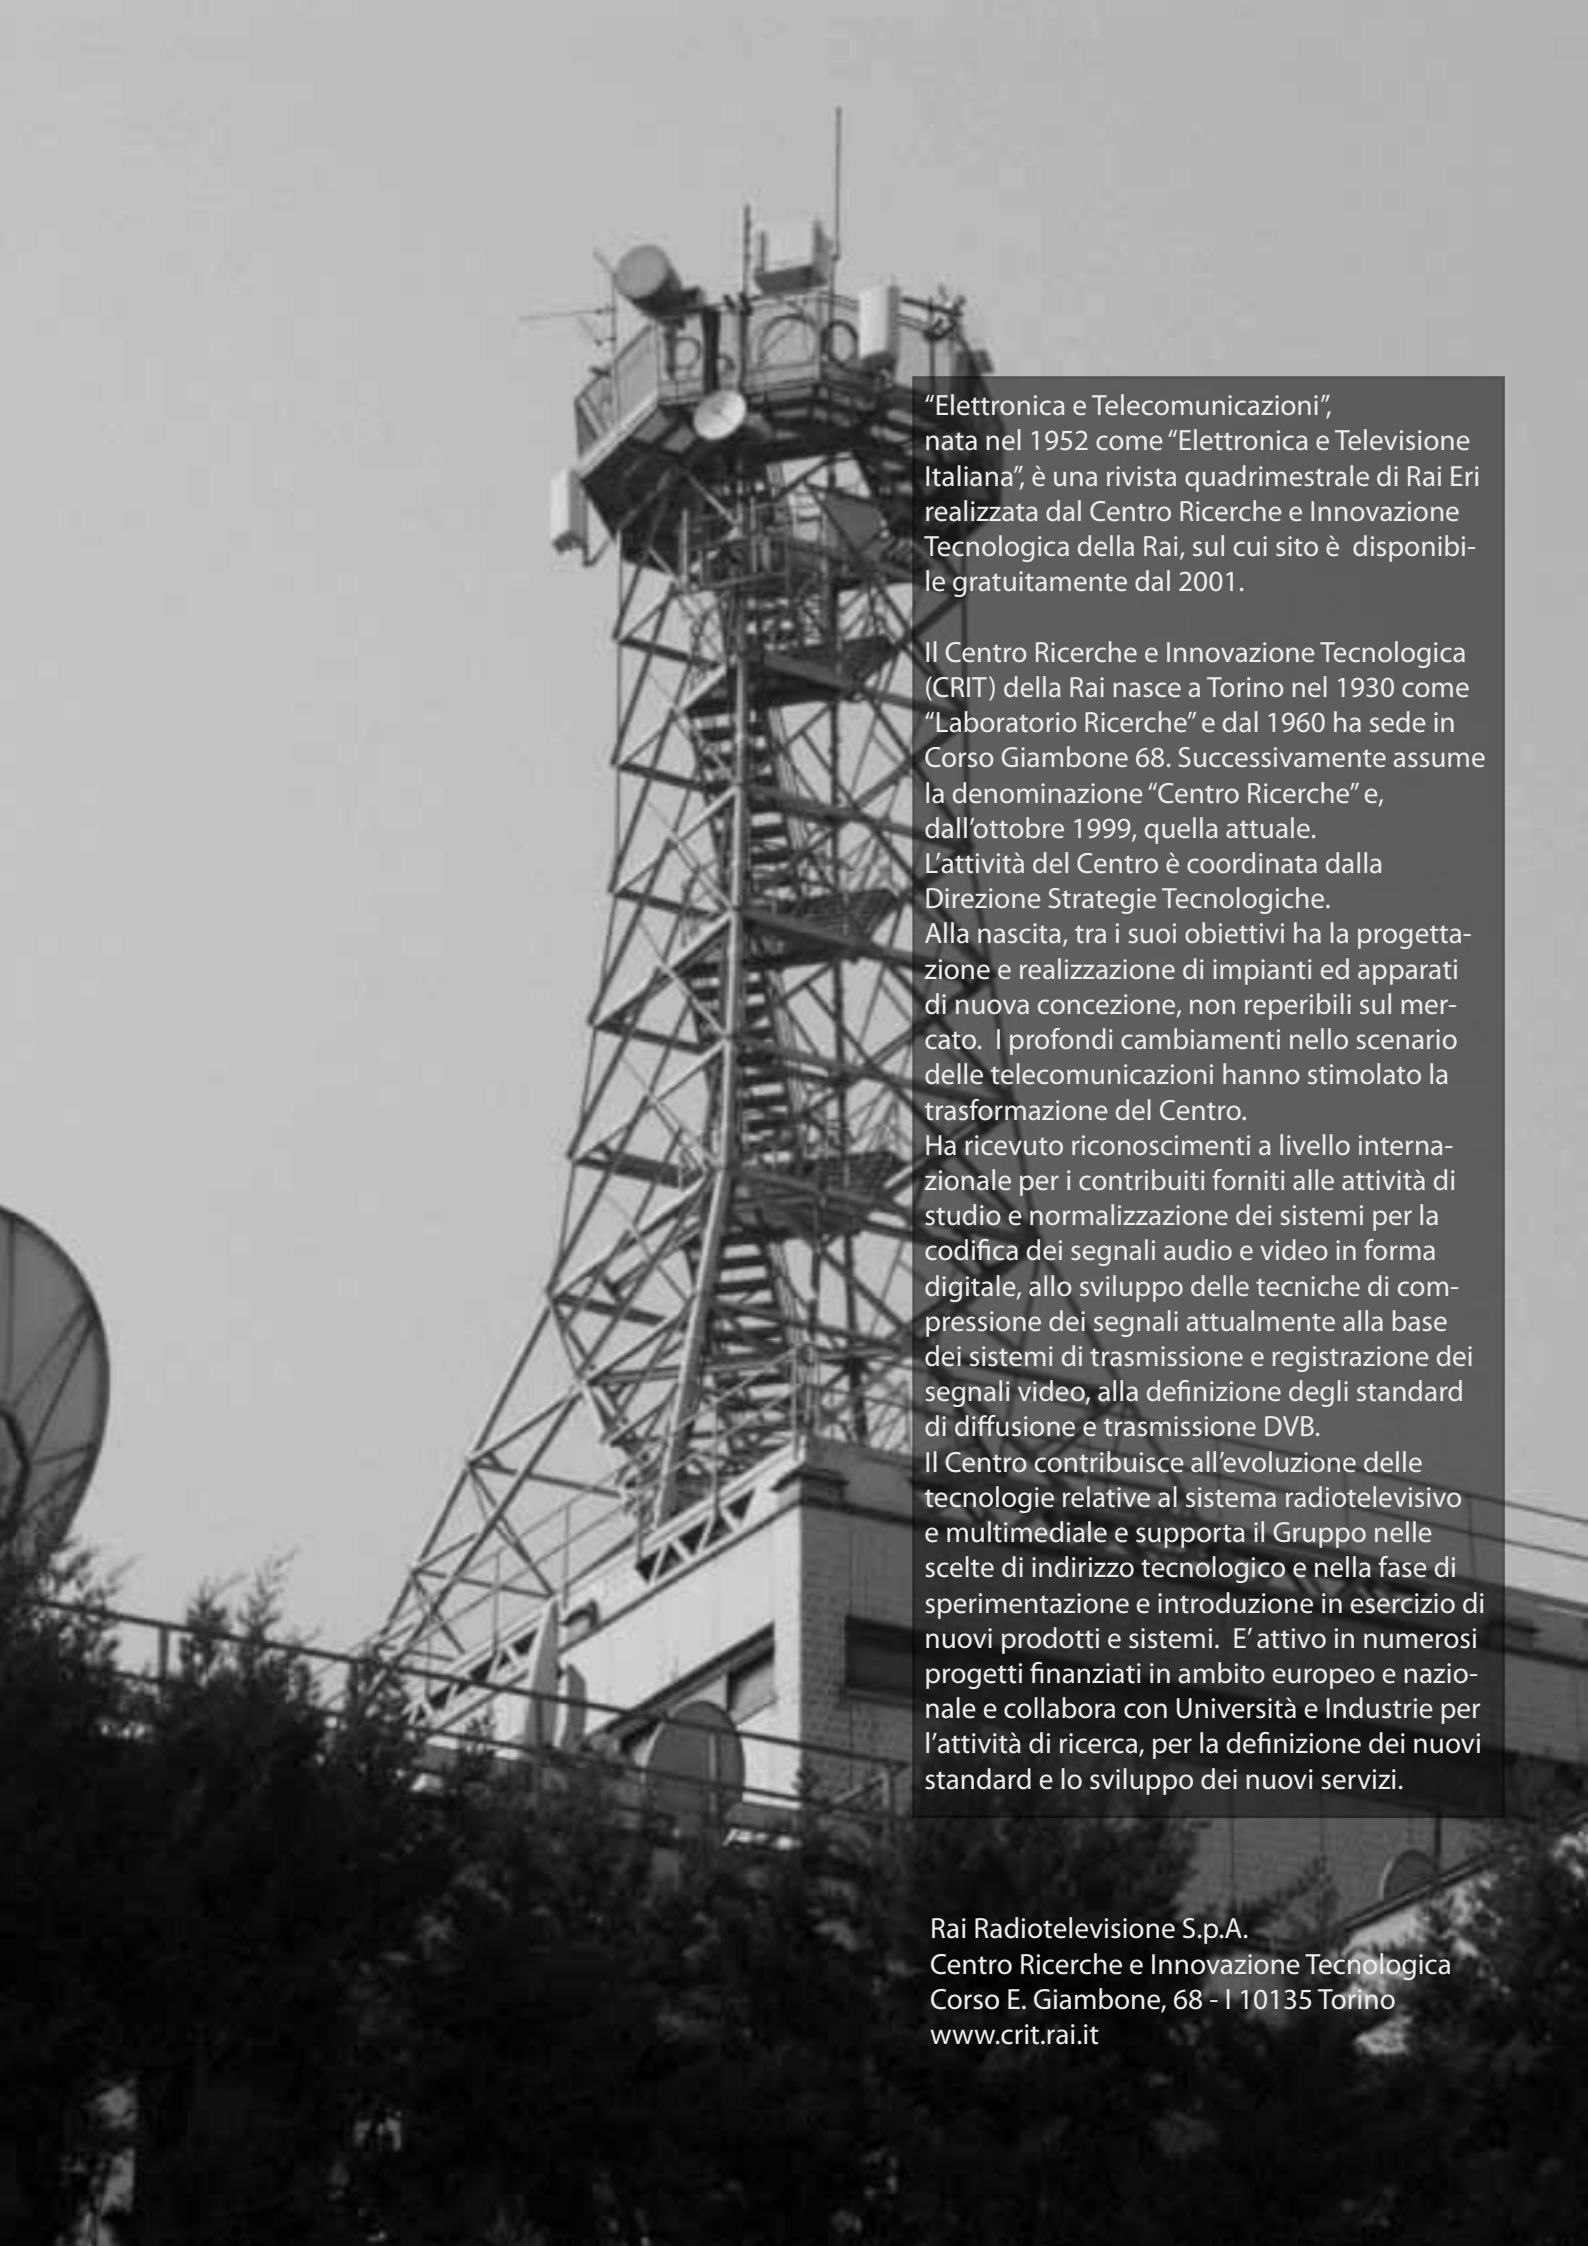 “Elettronica e Telecomunicazioni”,
nata nel 1952 come “Elettronica e Televisione
Italiana”, è una rivista quadrimestrale di Rai Eri
realizzata dal Centro Ricerche e Innovazione
Tecnologica della Rai, sul cui sito è disponibi-
le gratuitamente dal 2001.
Il Centro Ricerche e Innovazione Tecnologica
(CRIT) della Rai nasce a Torino nel 1930 come
“Laboratorio Ricerche” e dal 1960 ha sede in
Corso Giambone 68. Successivamente assume
la denominazione “Centro Ricerche” e,
dall’ottobre 1999, quella attuale.
L’attività del Centro è coordinata dalla
Direzione Strategie Tecnologiche.
Alla nascita, tra i suoi obiettivi ha la progetta-
zione e realizzazione di impianti ed apparati
di nuova concezione, non reperibili sul mer-
cato. I profondi cambiamenti nello scenario
delle telecomunicazioni hanno stimolato la
trasformazione del Centro.
Ha ricevuto riconoscimenti a livello interna-
zionale per i contribuiti forniti alle attività di
studio e normalizzazione dei sistemi per la
codifica dei segnali audio e video in forma
digitale, allo sviluppo delle tecniche di com-
pressione dei segnali attualmente alla base
dei sistemi di trasmissione e registrazione dei
segnali video, alla definizione degli standard
di diffusione e trasmissione DVB.
Il Centro contribuisce all’evoluzione delle
tecnologie relative al sistema radiotelevisivo
e multimediale e supporta il Gruppo nelle
scelte di indirizzo tecnologico e nella fase di
sperimentazione e introduzione in esercizio di
nuovi prodotti e sistemi. E’ attivo in numerosi
progetti finanziati in ambito europeo e nazio-
nale e collabora con Università e Industrie per
l’attività di ricerca, per la definizione dei nuovi
standard e lo sviluppo dei nuovi servizi.
Rai Radiotelevisione S.p.A.
Centro Ricerche e Innovazione Tecnologica
Corso E. Giambone, 68 - I 10135 Torino
www.crit.rai.it